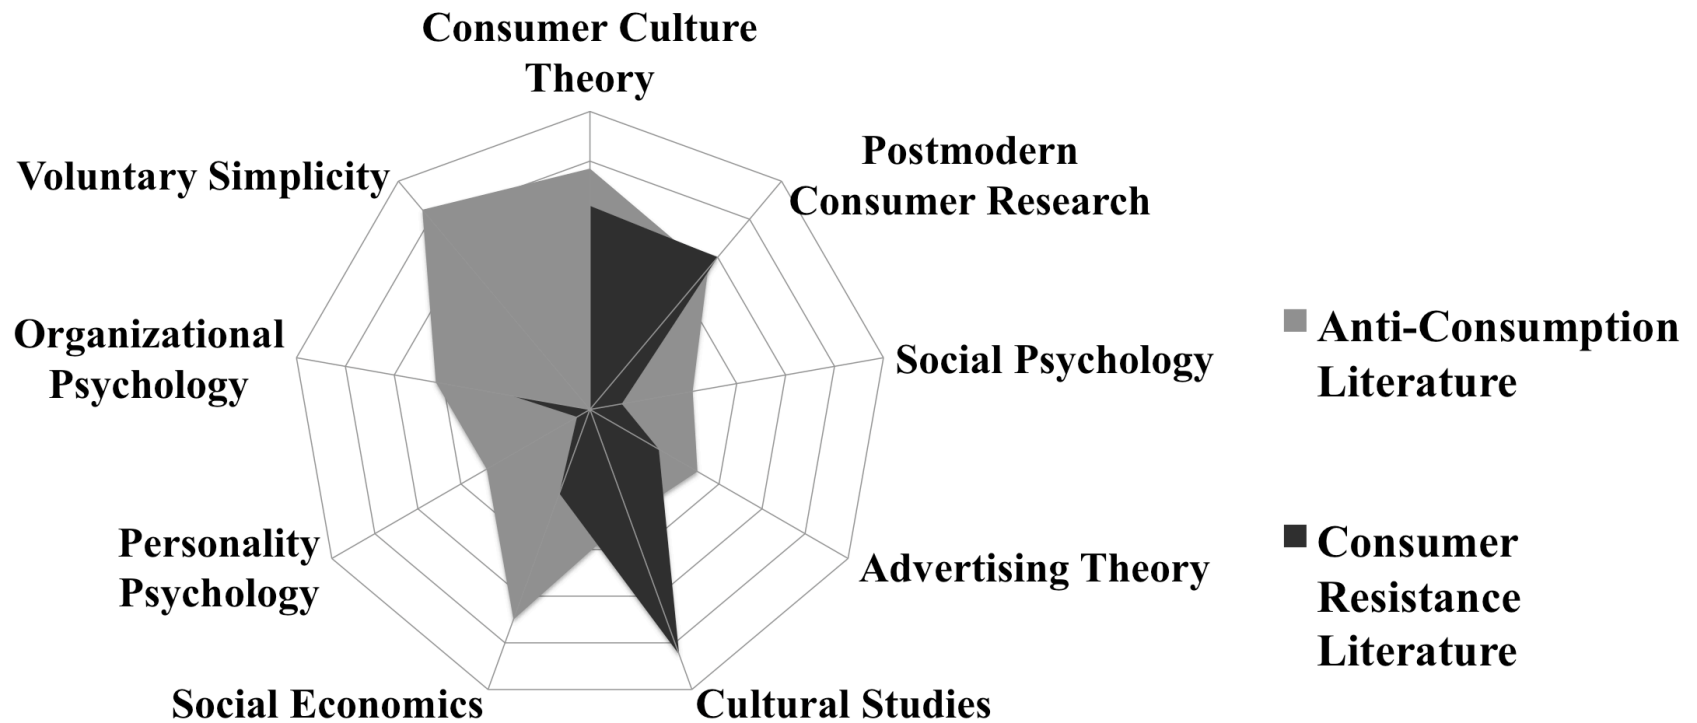 Consumer Culture
Theory
Postmodern
Consumer Research
Voluntary Simplicity
Organizational
Psychology
Social Psychology
Anti-Consumption
Literature
Personality
Psychology
Advertising Theory
Consumer
Resistance
Literature
Social Economics
Cultural Studies